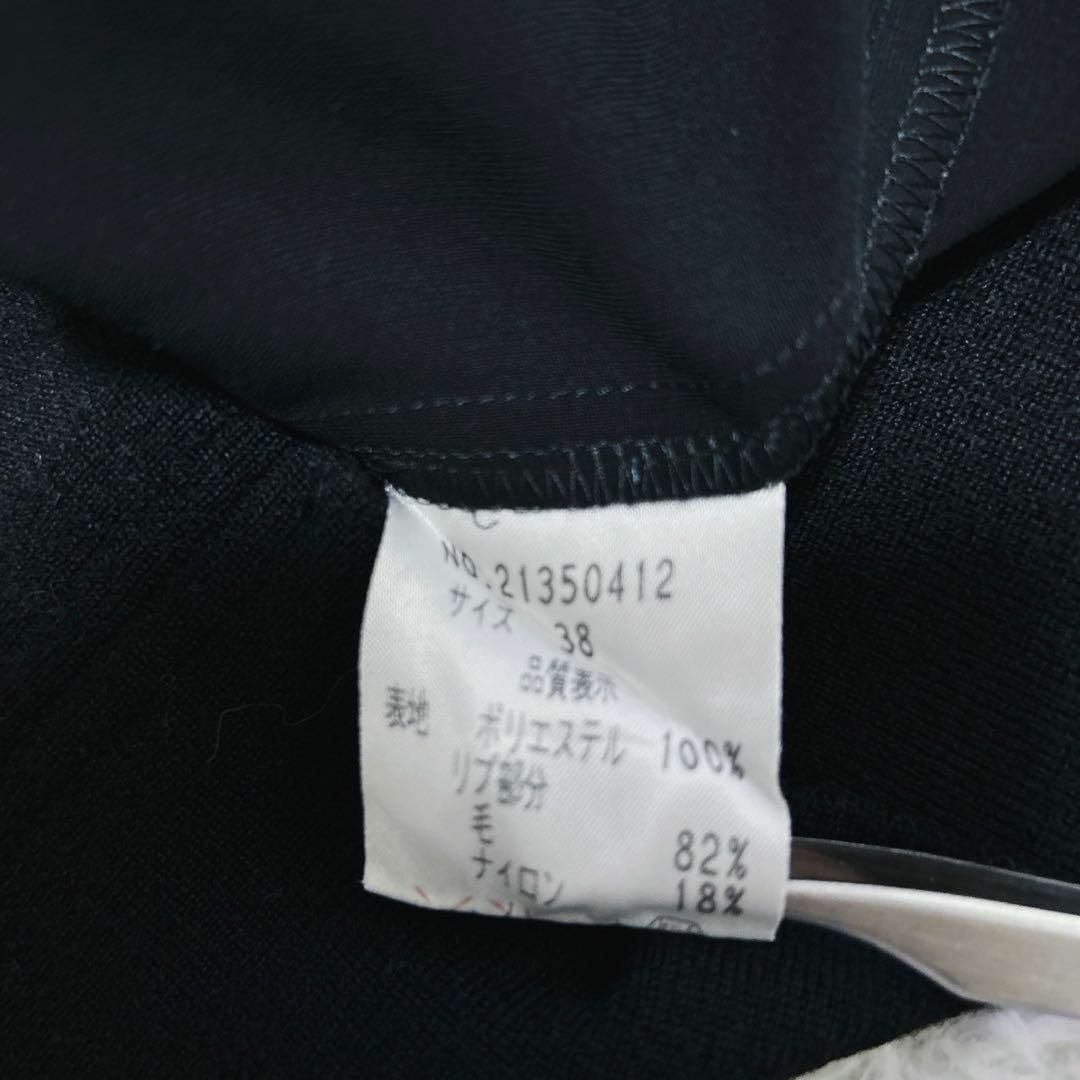 No.21350412
サイズ 38
品質表示
表地 ポリエステル 100%
リブ部分
毛 82%
ナイロン 18%